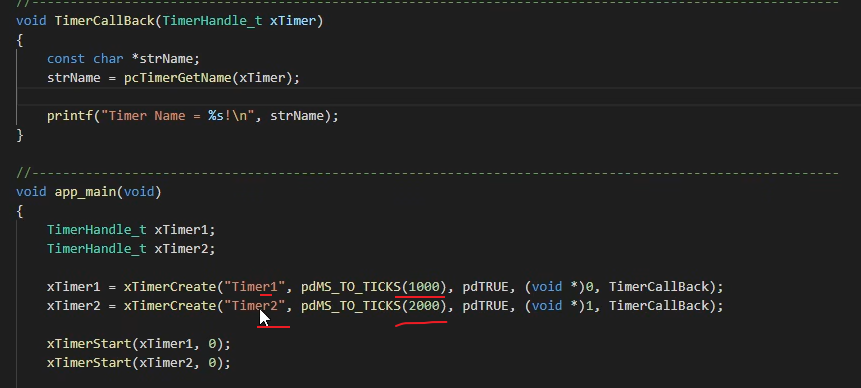 //---------------------------------------------------------------------------------------------------------
void TimerCallBack(TimerHandle_t xTimer)
{
    const char *strName;
    strName = pcTimerGetName(xTimer);

    printf("Timer Name = %s!\n", strName);
}

//---------------------------------------------------------------------------------------------------------
void app_main(void)
{
    TimerHandle_t xTimer1;
    TimerHandle_t xTimer2;

    xTimer1 = xTimerCreate("Timer1", pdMS_TO_TICKS(1000), pdTRUE, (void *)0, TimerCallBack);
    xTimer2 = xTimerCreate("Timer2", pdMS_TO_TICKS(2000), pdTRUE, (void *)1, TimerCallBack);

    xTimerStart(xTimer1, 0);
    xTimerStart(xTimer2, 0);